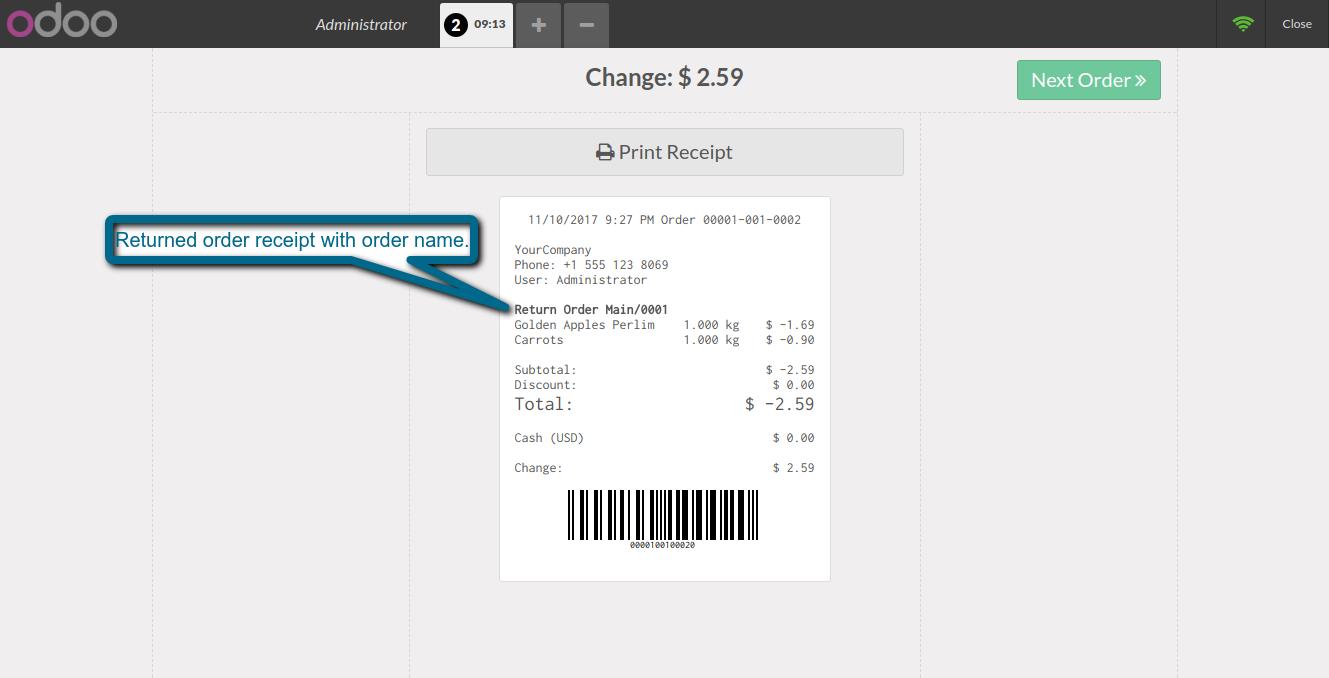 odoo
Administrator
2 09:13
Close
Change: $ 2.59
Next Order
Print Receipt
Returned order receipt with order name.
11/10/2017 9:27 PM Order 00001-001-0002
YourCompany
Phone: +1 555 123 8069
User: Administrator
Return Order Main/0001
Golden Apples Perlim 1.000 kg $ -1.69
Carrots 1.000 kg $ -0.90
Subtotal: $ -2.59
Discount: $ 0.00
Total: $ -2.59
Cash (USD) $ 0.00
Change: $ 2.59
0000100100020